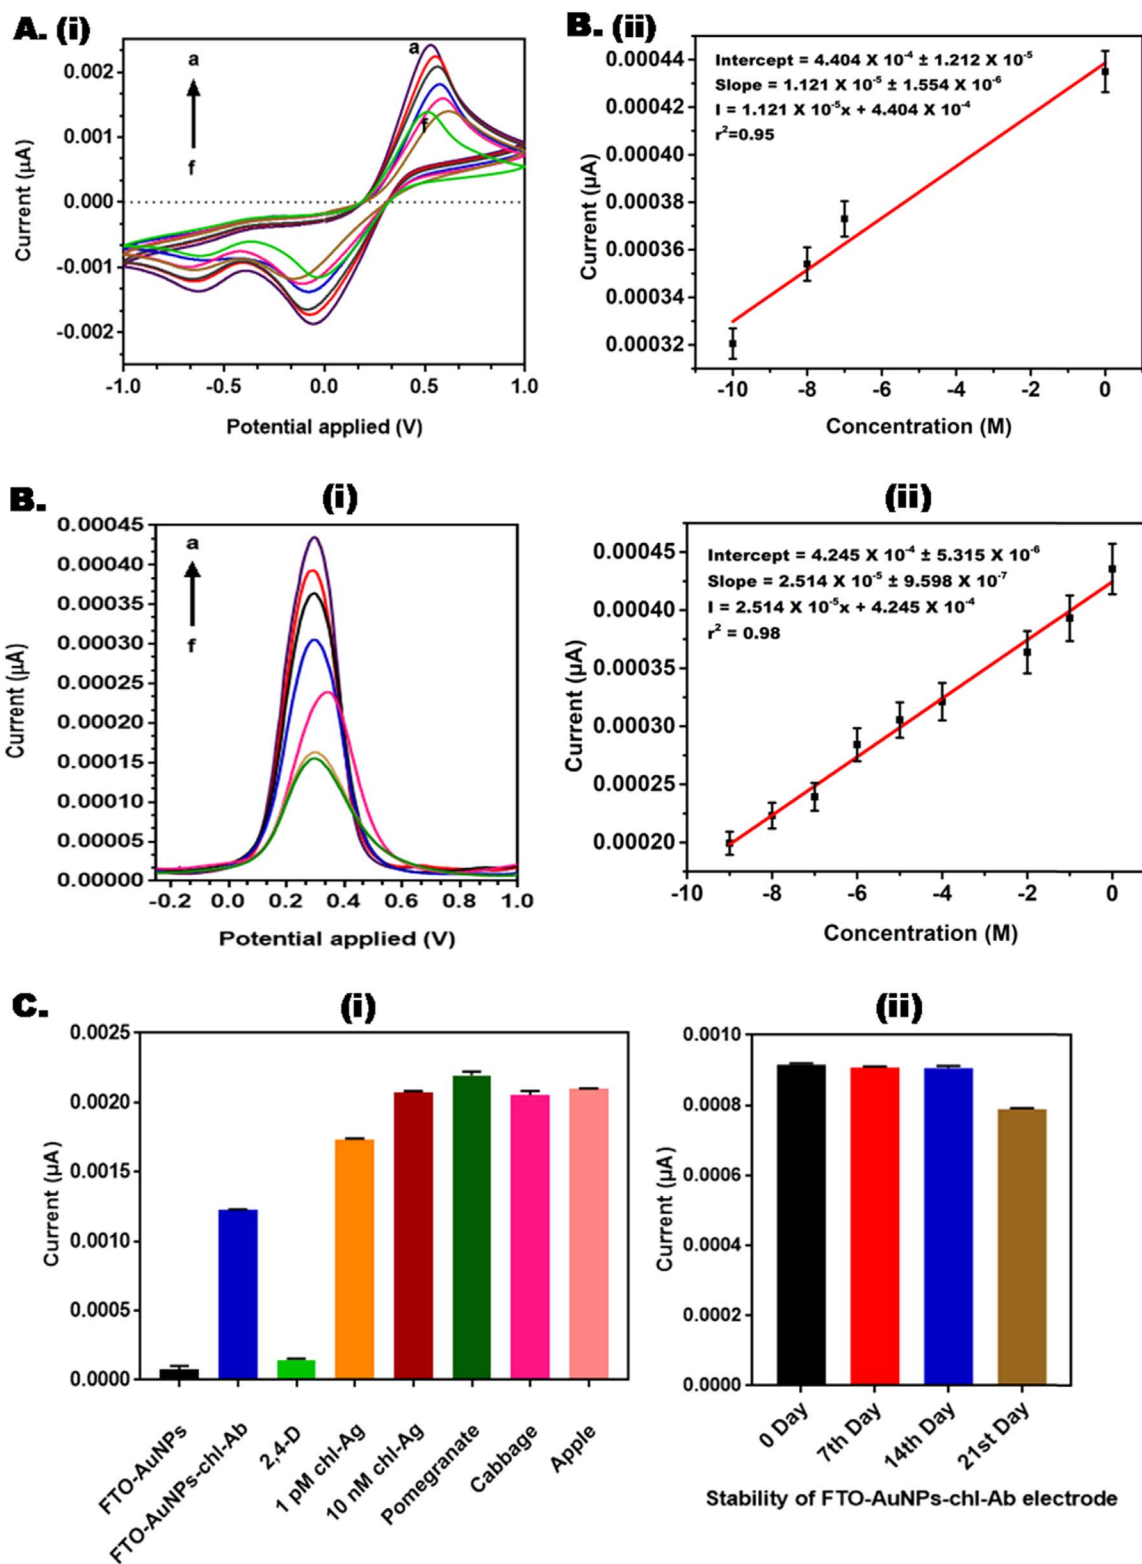 A. (i)
a
f
a
f
0.002
0.001
0.000
-0.001
-0.002
Current (µA)
-1.0 -0.5 0.0 0.5 1.0
Potential applied (V)
B. (ii)
Intercept = 4.404 X 10-4 ± 1.212 X 10-5
Slope = 1.121 X 10-5 ± 1.554 X 10-6
I = 1.121 X 10-5x + 4.404 X 10-4
r2=0.95
0.00044
0.00042
0.00040
0.00038
0.00036
0.00034
0.00032
Current (µA)
-10 -8 -6 -4 -2 0
Concentration (M)
B. (i)
a
f
0.00045
0.00040
0.00035
0.00030
0.00025
0.00020
0.00015
0.00010
0.00005
0.00000
Current (µA)
-0.2 0.0 0.2 0.4 0.6 0.8 1.0
Potential applied (V)
(ii)
Intercept = 4.245 X 10-4 ± 5.315 X 10-6
Slope = 2.514 X 10-5 ± 9.598 X 10-7
I = 2.514 X 10-5x + 4.245 X 10-4
r2 = 0.98
0.00045
0.00040
0.00035
0.00030
0.00025
0.00020
Current (µA)
-10 -8 -6 -4 -2 0
Concentration (M)
C. (i)
0.0025
0.0020
0.0015
0.0010
0.0005
0.0000
Current (µA)
FTO-AuNPs
FTO-AuNPs-chl-Ab
2,4-D
1 pM chl-Ag
10 nM chl-Ag
Pomegranate
Cabbage
Apple
(ii)
0.0010
0.0008
0.0006
0.0004
0.0002
0.0000
Current (µA)
0 Day
7th Day
14th Day
21st Day
Stability of FTO-AuNPs-chl-Ab electrode